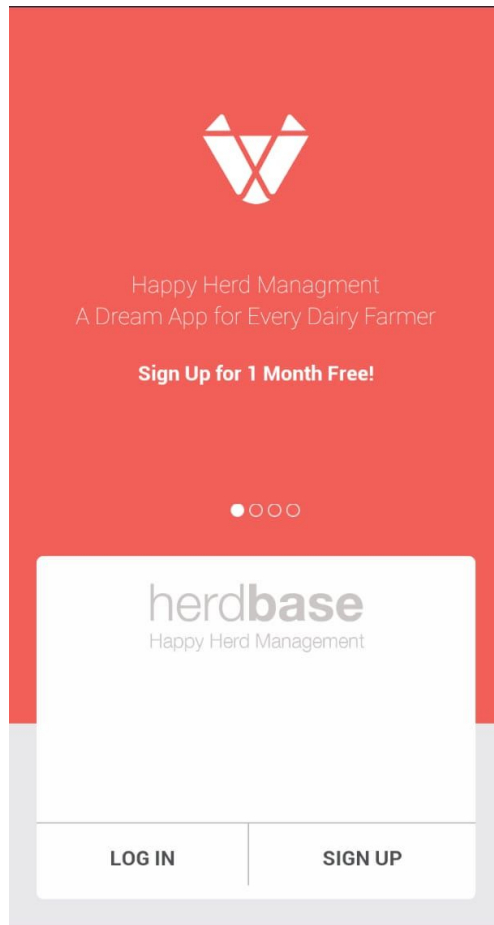 Happy Herd Managment
A Dream App for Every Dairy Farmer
Sign Up for 1 Month Free!
herdbase
Happy Herd Management
LOG IN
SIGN UP